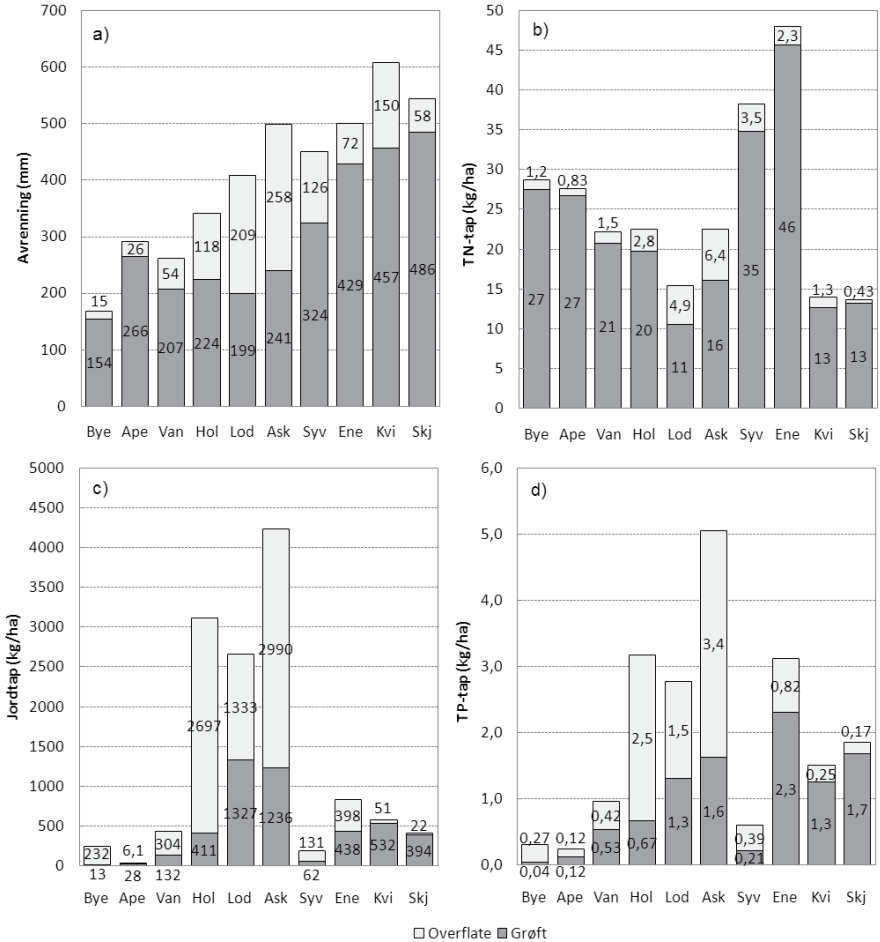 a)
Avrenning (mm)
700
600
500
400
300
200
100
0
15 26 54 118 209 258 126 72 150 58
154 266 207 224 199 241 324 429 457 486
Bye Ape Van Hol Lod Ask Syv Ene Kvi Skj
b)
TN-tap (kg/ha)
50
45
40
35
30
25
20
15
10
5
0
1,2 0,83 1,5 2,8 4,9 6,4 3,5 2,3 1,3 0,43
27 27 21 20 11 16 35 46 13 13
Bye Ape Van Hol Lod Ask Syv Ene Kvi Skj
c)
Jordtap (kg/ha)
5000
4500
4000
3500
3000
2500
2000
1500
1000
500
0
232 6,1 304 2697 1333 2990 131 398 51 22
13 28 132 411 1327 1236 62 438 532 394
Bye Ape Van Hol Lod Ask Syv Ene Kvi Skj
d)
TP-tap (kg/ha)
6,0
5,0
4,0
3,0
2,0
1,0
0,0
0,27 0,12 0,42 2,5 1,5 3,4 0,39 0,82 0,25 0,17
0,04 0,12 0,53 0,67 1,3 1,6 0,21 2,3 1,3 1,7
Bye Ape Van Hol Lod Ask Syv Ene Kvi Skj
Overflate Grøft